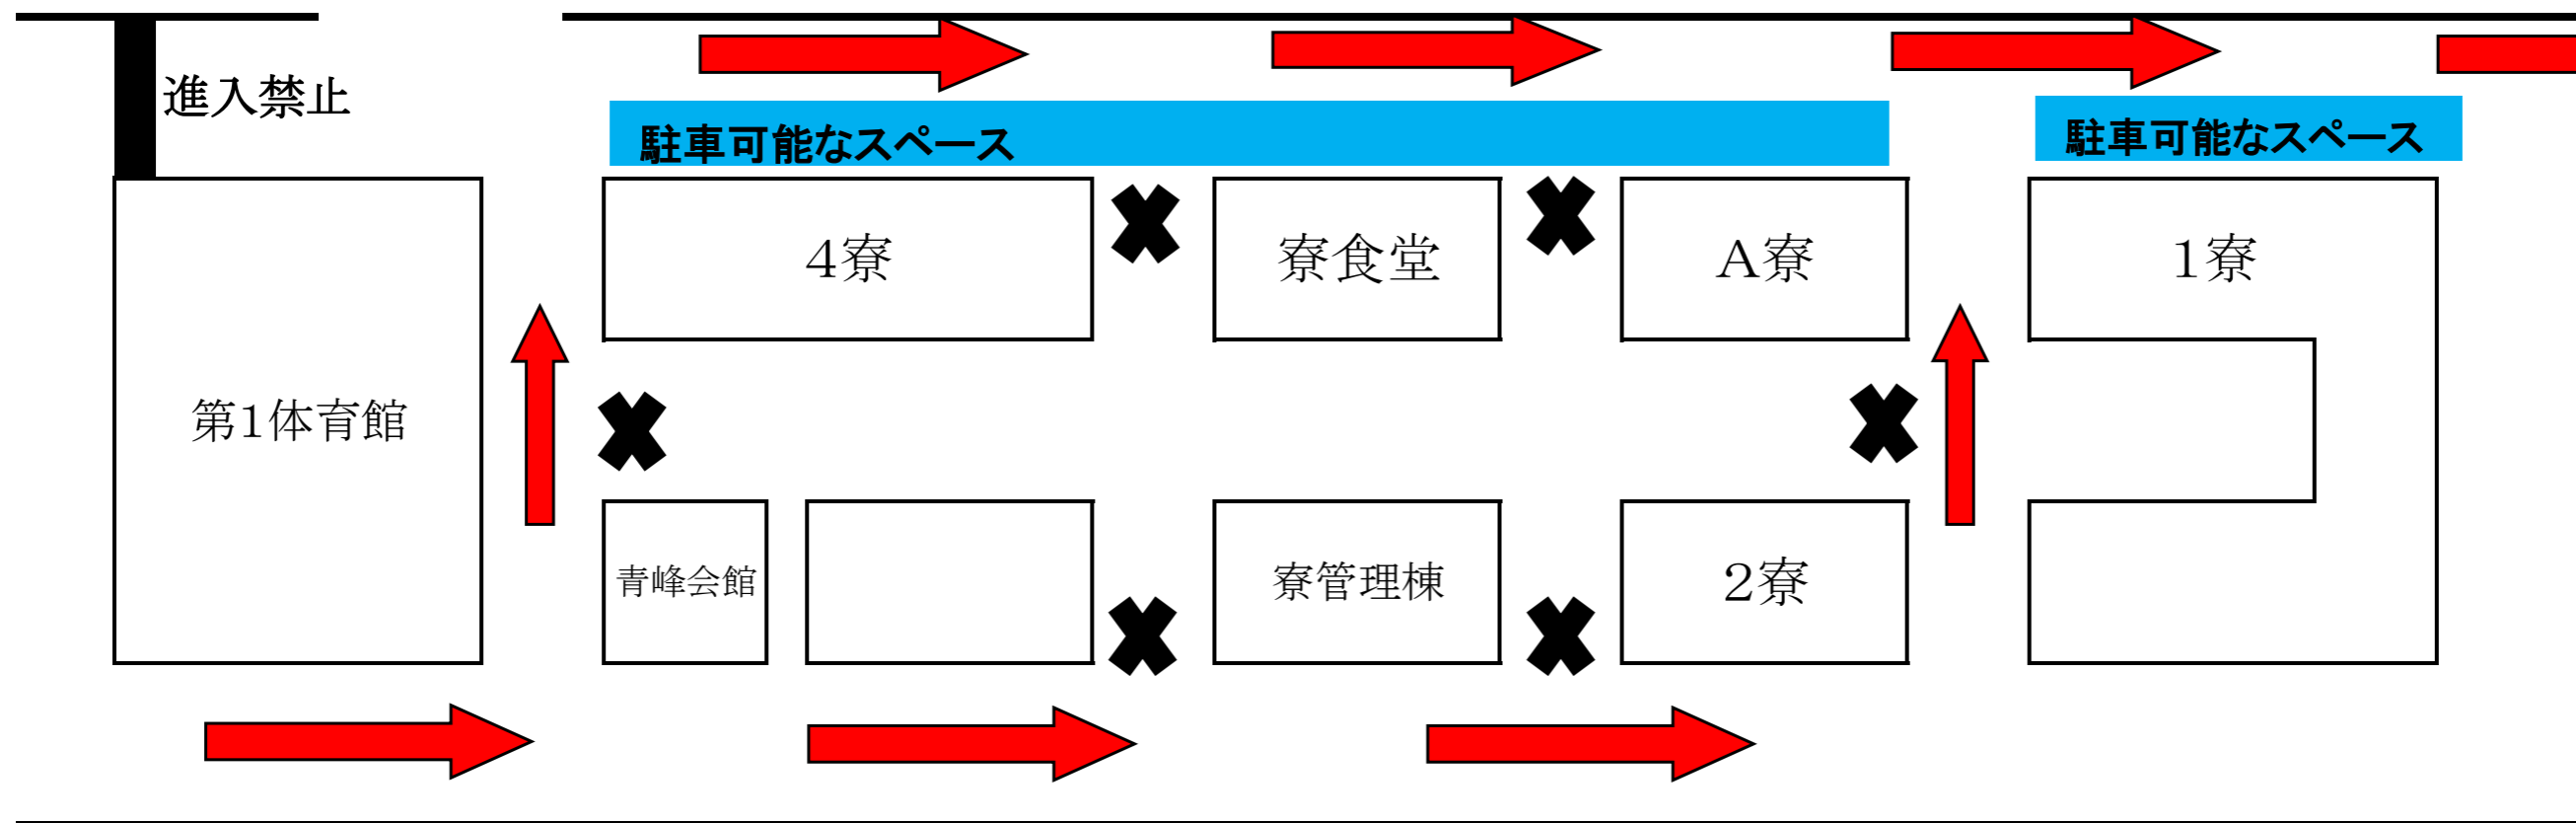 進入禁止
駐車可能なスペース
駐車可能なスペース
4寮
寮食堂
A寮
1寮
第1体育館
青峰会館
寮管理棟
2寮